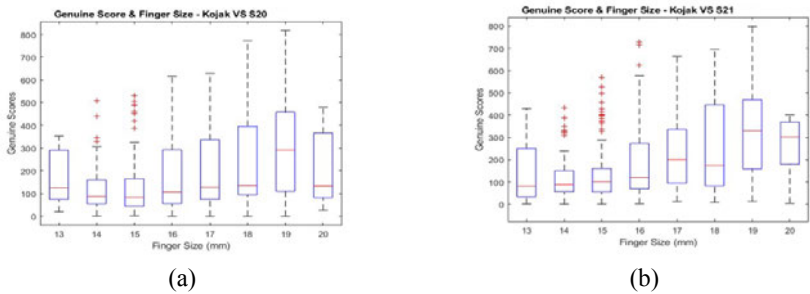 Genuine Score & Finger Size - Kojak VS S20
800
700
600
500
400
300
200
100
0
Genuine Scores
13 14 15 16 17 18 19 20
Finger Size (mm)
(a)
Genuine Score & Finger Size - Kojak VS S21
800
700
600
500
400
300
200
100
0
Genuine Scores
13 14 15 16 17 18 19 20
Finger Size (mm)
(b)